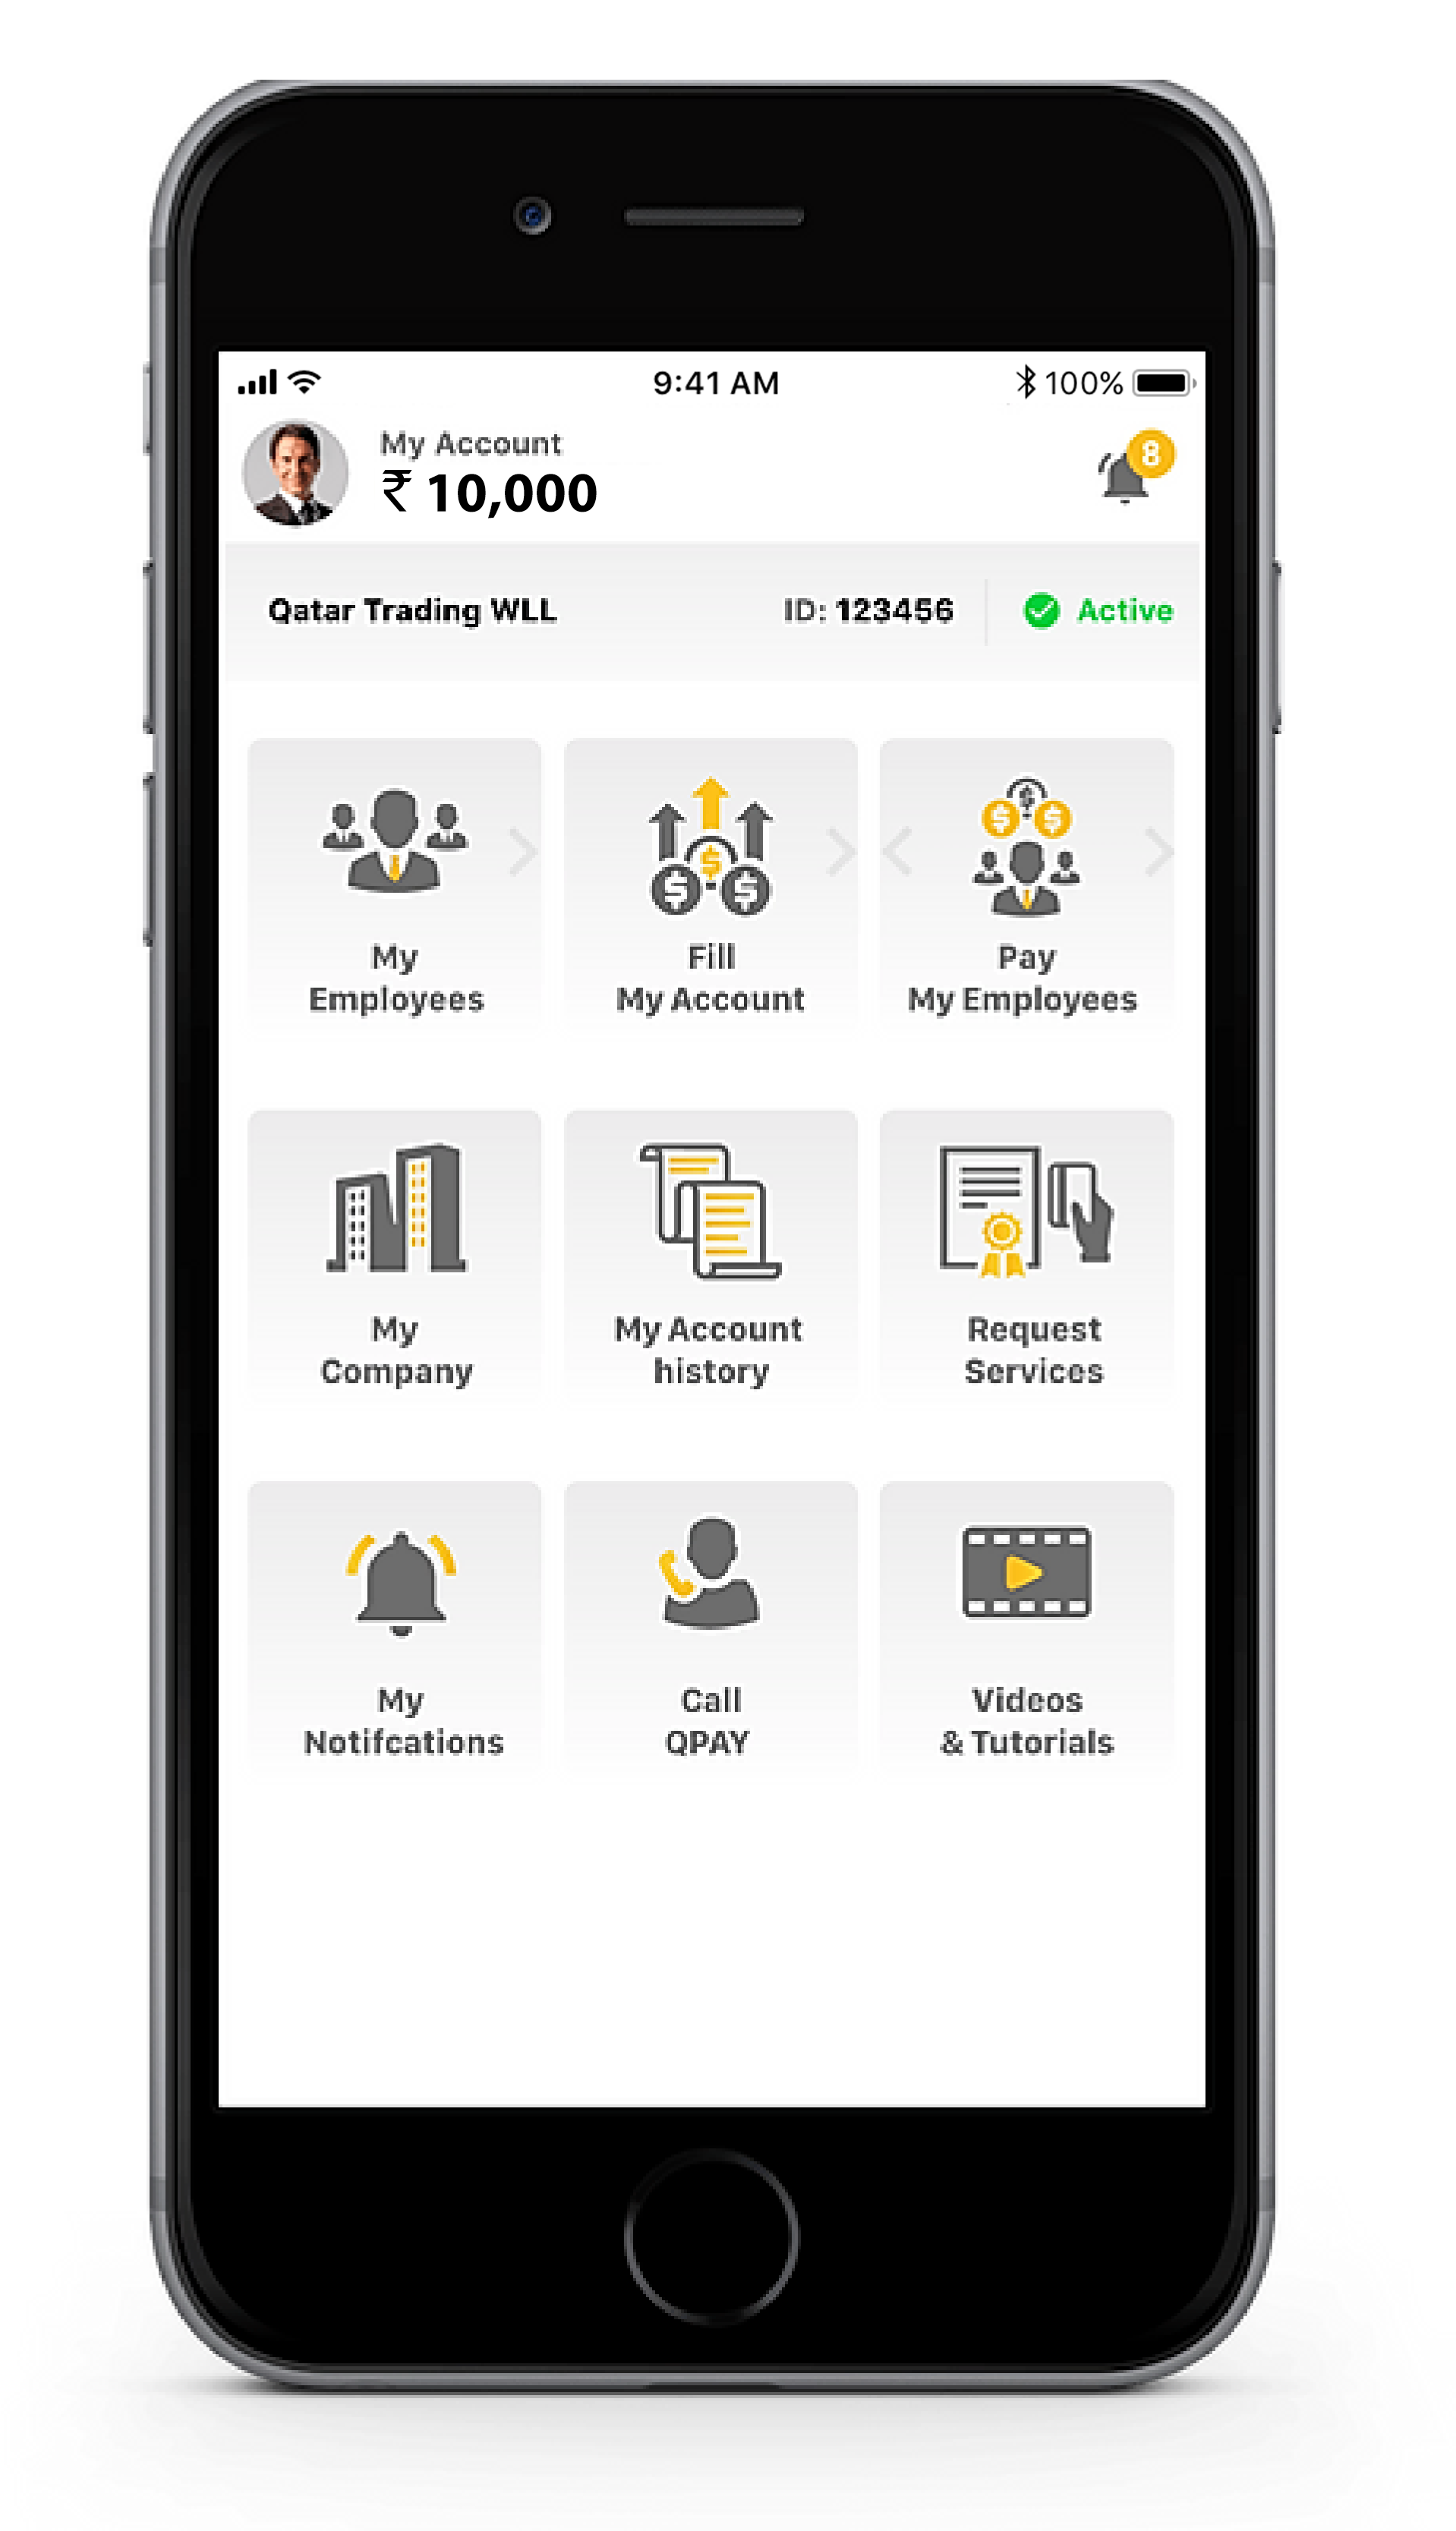 9:41 AM
100%
My Account
₹ 10,000
8
Qatar Trading WLL
ID: 123456
Active
My
Employees
Fill
My Account
Pay
My Employees
My
Company
My Account
history
Request
Services
My
Notifcations
Call
QPAY
Videos
& Tutorials